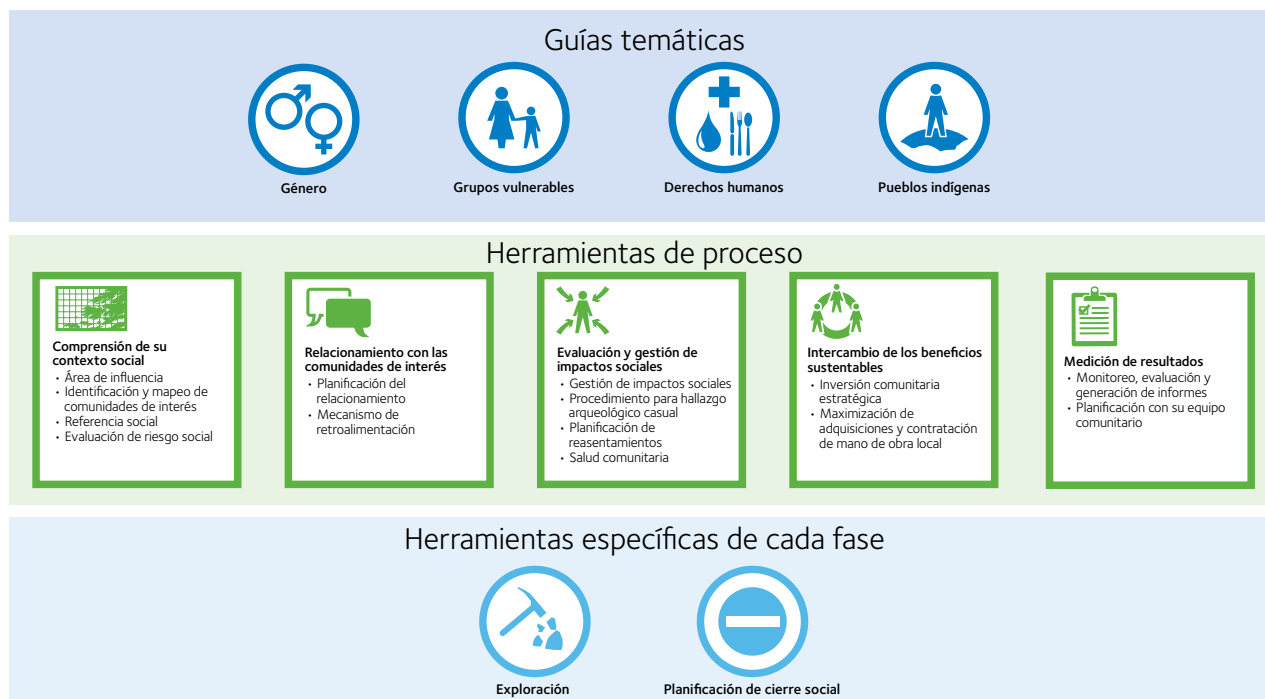 Guías temáticas
Género
Grupos vulnerables
Derechos humanos
Pueblos indígenas
Herramientas de proceso
Comprensión de su
contexto social
• Área de influencia
• Identificación y mapeo de
comunidades de interés
• Referencia social
• Evaluación de riesgo social
Relacionamiento con las
comunidades de interés
• Planificación del
relacionamiento
• Mecanismo de
retroalimentación
Evaluación y gestión de
impactos sociales
• Gestión de impactos sociales
• Procedimiento para hallazgo
arqueológico casual
• Planificación de
reasentamientos
• Salud comunitaria
Intercambio de los beneficios
sustentables
• Inversión comunitaria
estratégica
• Maximización de
adquisiciones y contratación
de mano de obra local
Medición de resultados
• Monitoreo, evaluación y
generación de informes
• Planificación con su equipo
comunitario
Herramientas específicas de cada fase
Exploración
Planificación de cierre social